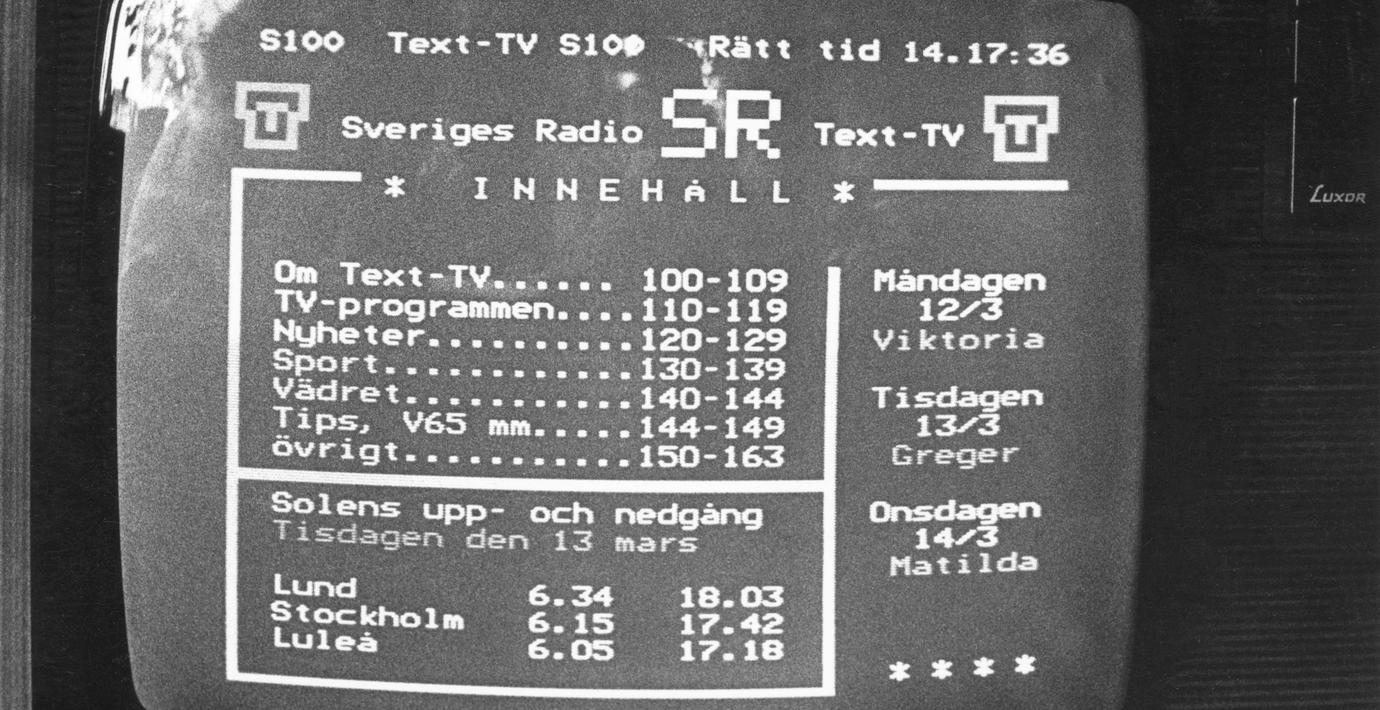 S100 Text-TV S100 Rätt tid 14.17:36
T Sveriges Radio SR Text-TV T
* INNEHÅLL *
Om Text-TV...... 100-109
TV-programmen....110-119
Nyheter..........120-129
Sport............130-139
Vädret...........140-144
Tips, V65 mm.....144-149
övrigt...........150-163
Måndagen
12/3
Viktoria
Tisdagen
13/3
Greger
Onsdagen
14/3
Matilda
* * * *
Solens upp- och nedgång
Tisdagen den 13 mars
Lund 6.34 18.03
Stockholm 6.15 17.42
Luleå 6.05 17.18
LUXOR